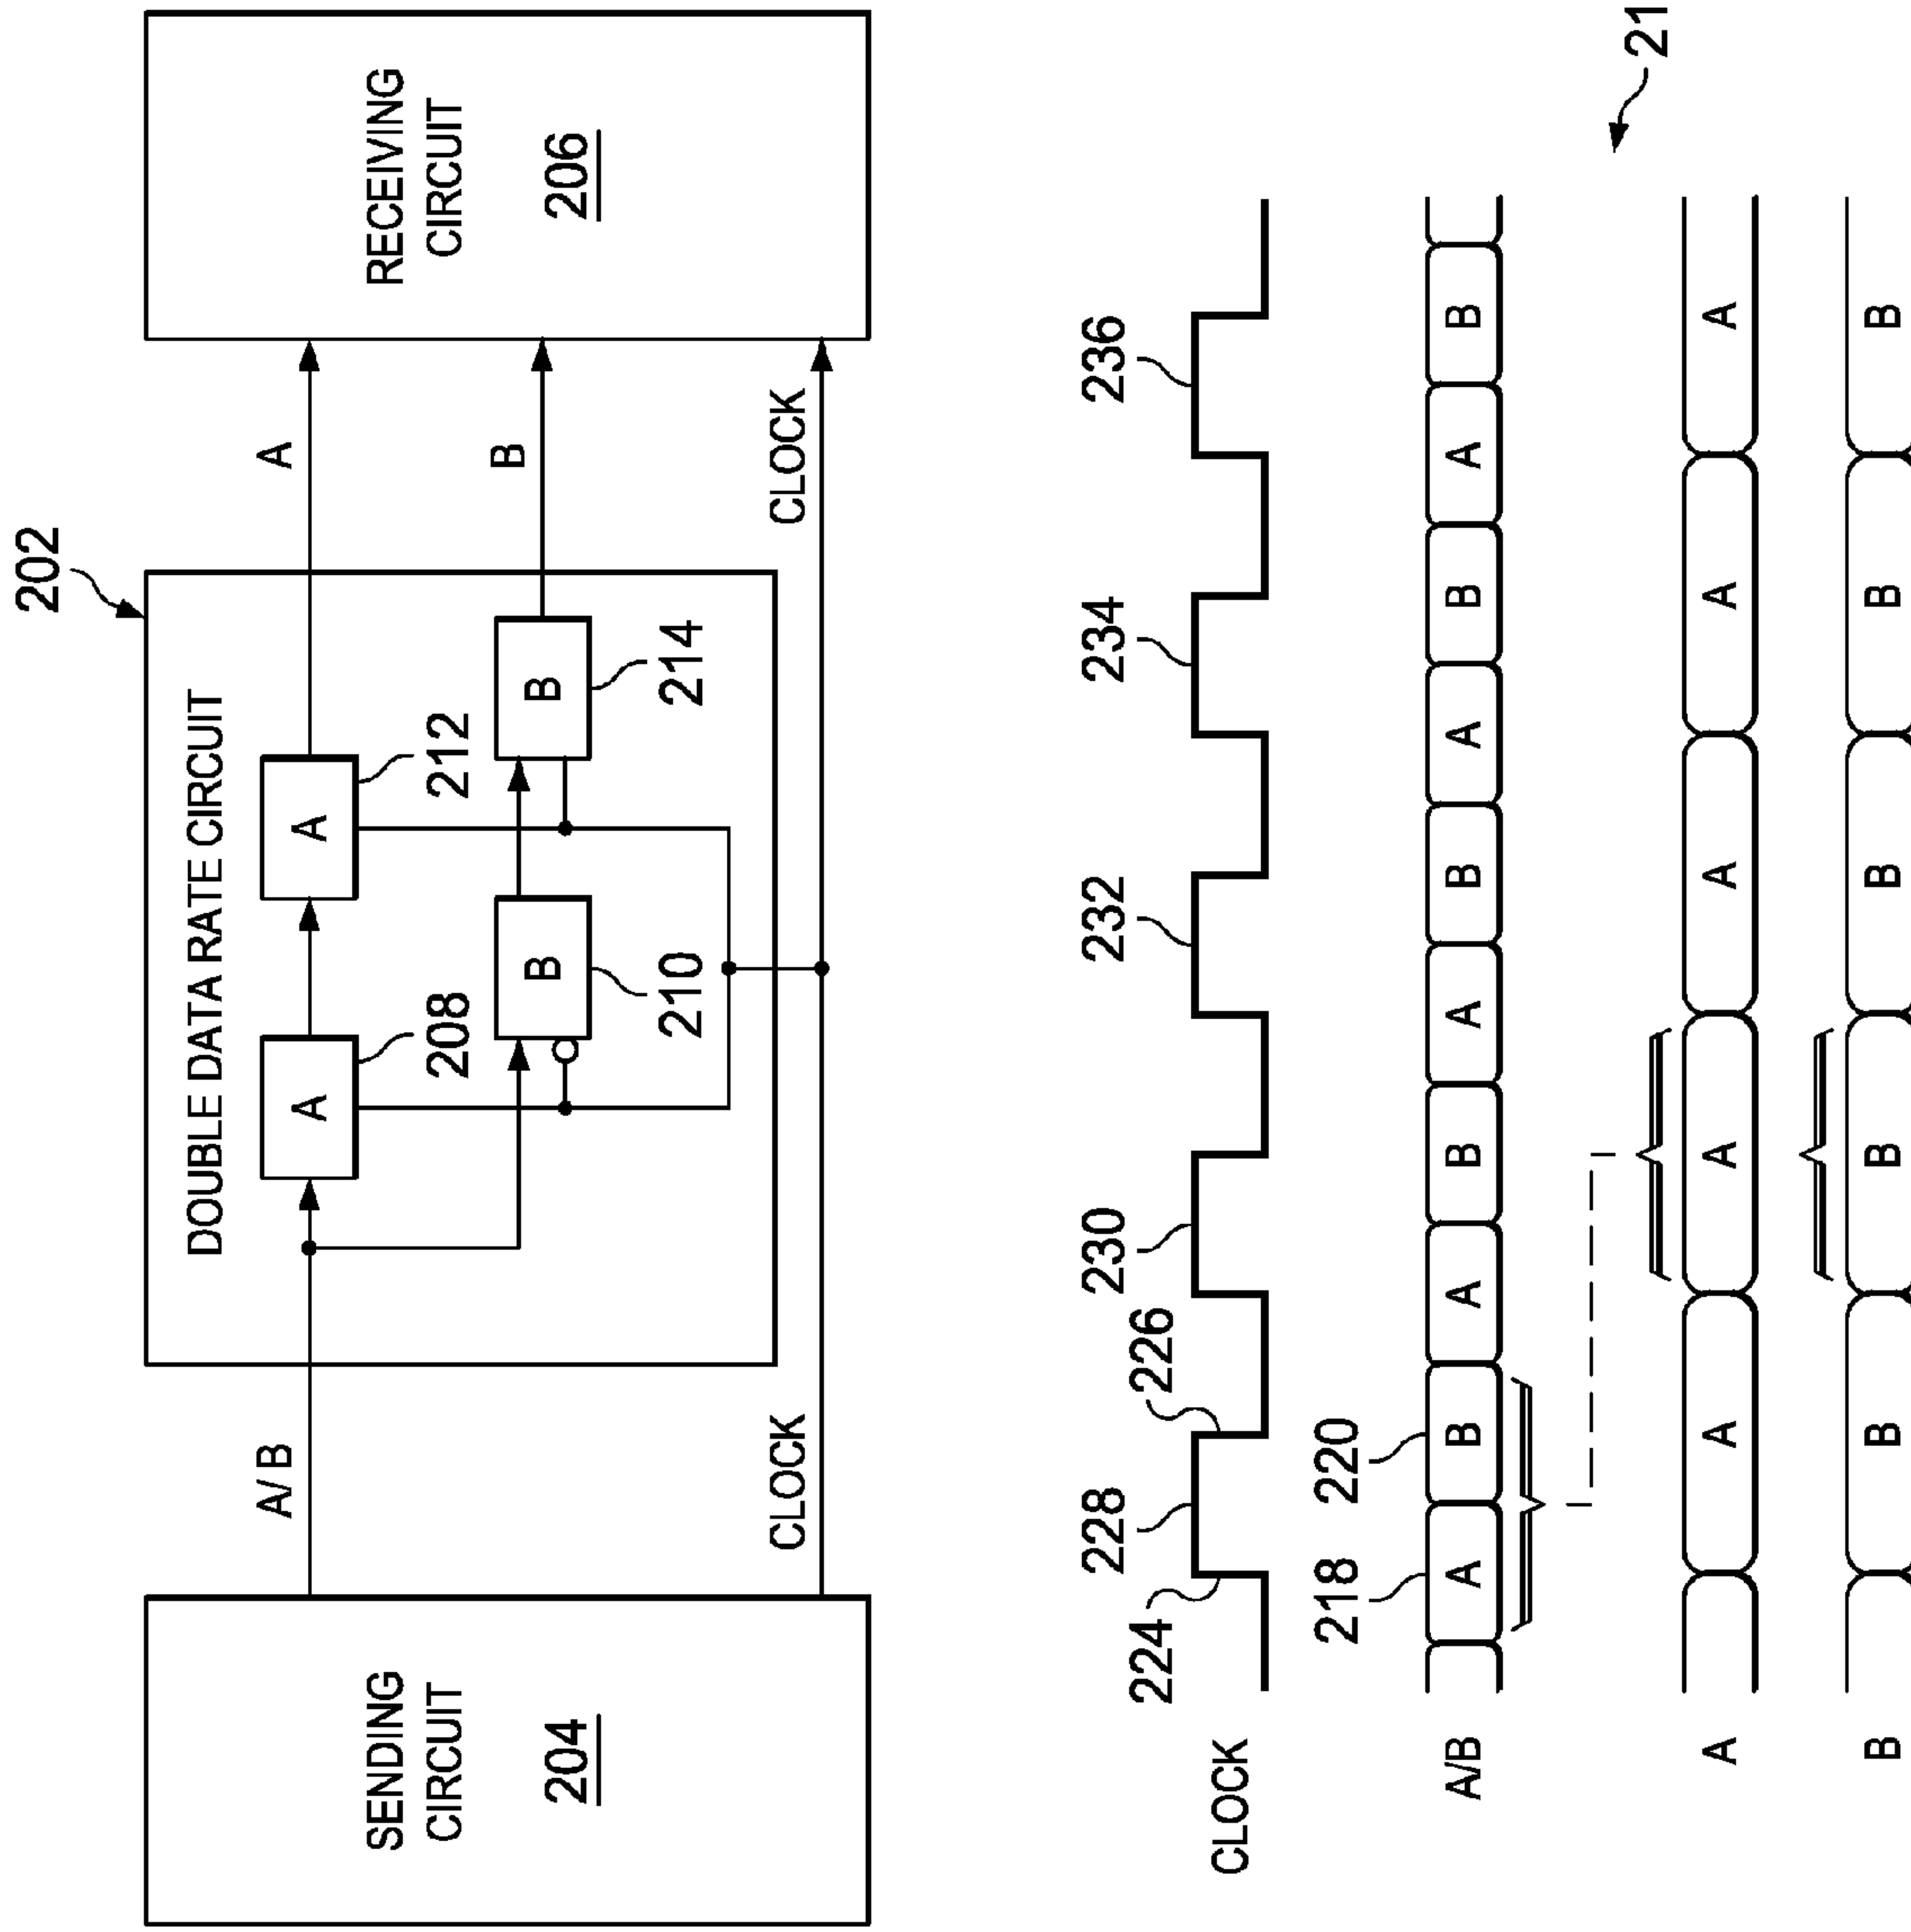 202
DOUBLE DATA RATE CIRCUIT
SENDING
CIRCUIT
204
A/B
CLOCK
A
208
A
212
B
210
B
214
A
B
CLOCK
RECEIVING
CIRCUIT
206
CLOCK
224
228
226
230
232
234
236
A/B
218
220
A
B
A
B
A
B
A
B
A
B
21
A
A
A
A
A
A
B
B
B
B
B
B